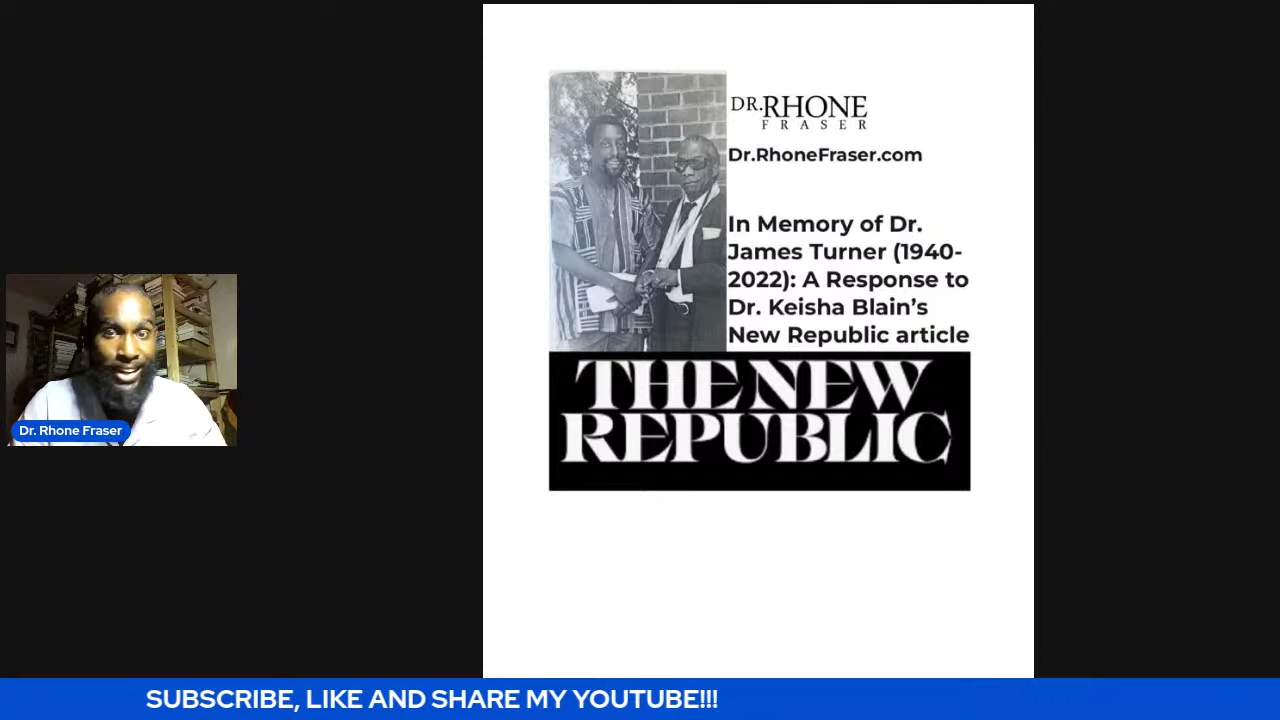 DR.RHONE
FRASER
Dr.RhoneFraser.com
In Memory of Dr.
James Turner (1940-
2022): A Response to
Dr. Keisha Blain’s
New Republic article
THE NEW
REPUBLIC
Dr. Rhone Fraser
SUBSCRIBE, LIKE AND SHARE MY YOUTUBE!!!